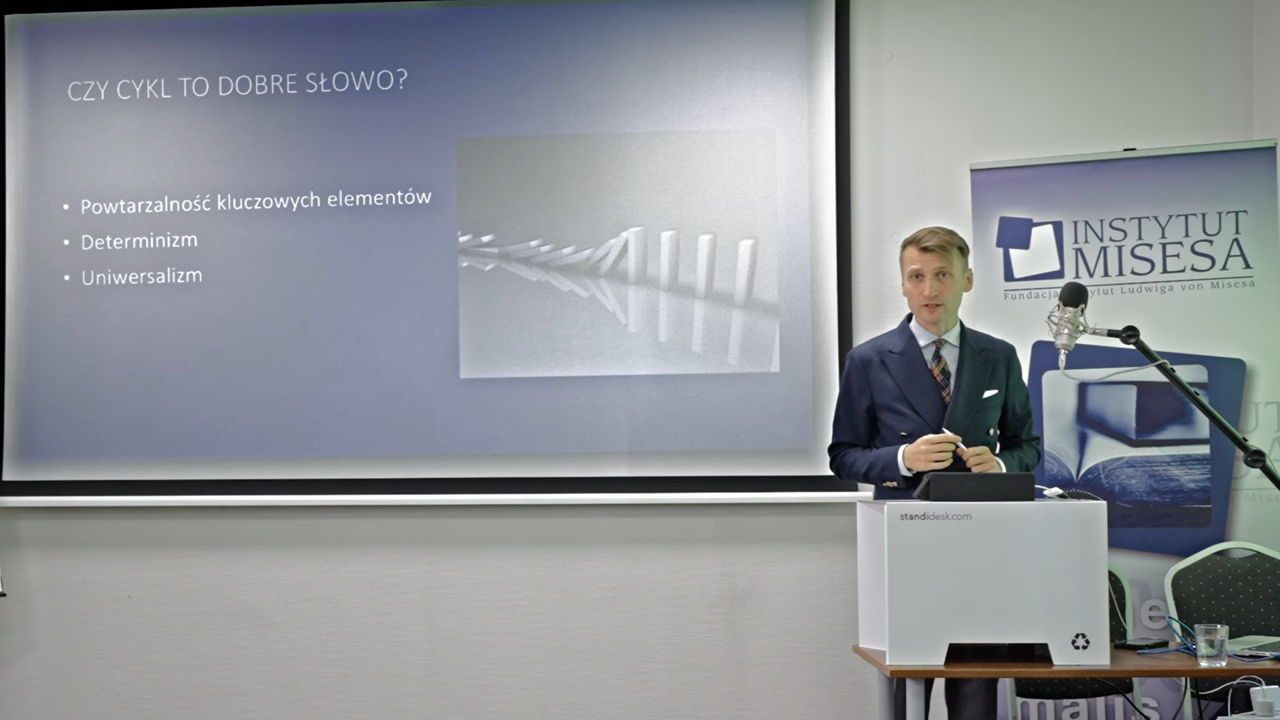 CZY CYKL TO DOBRE SŁOWO?
• Powtarzalność kluczowych elementów
• Determinizm
• Uniwersalizm
INSTYTUT
MISESA
Fundacja Instytut Ludwiga von Misesa
standidesk.com
malis